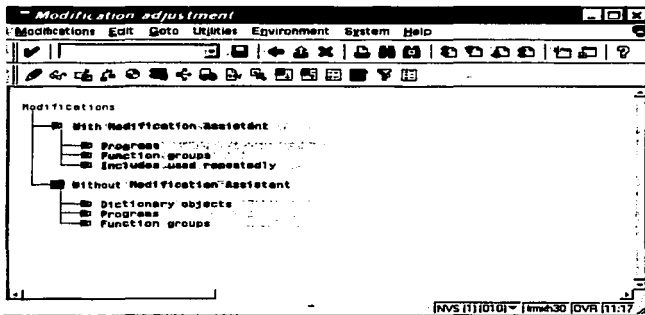 Modification adjustment
Modifications Edit Goto Utilities Environment System Help
Modifications
With Modification Assistant
Programs
Function groups
Includes used repeatedly
Without Modification Assistant
Dictionary objects
Programs
Function groups
NVS (1) (010) OVR 11:17